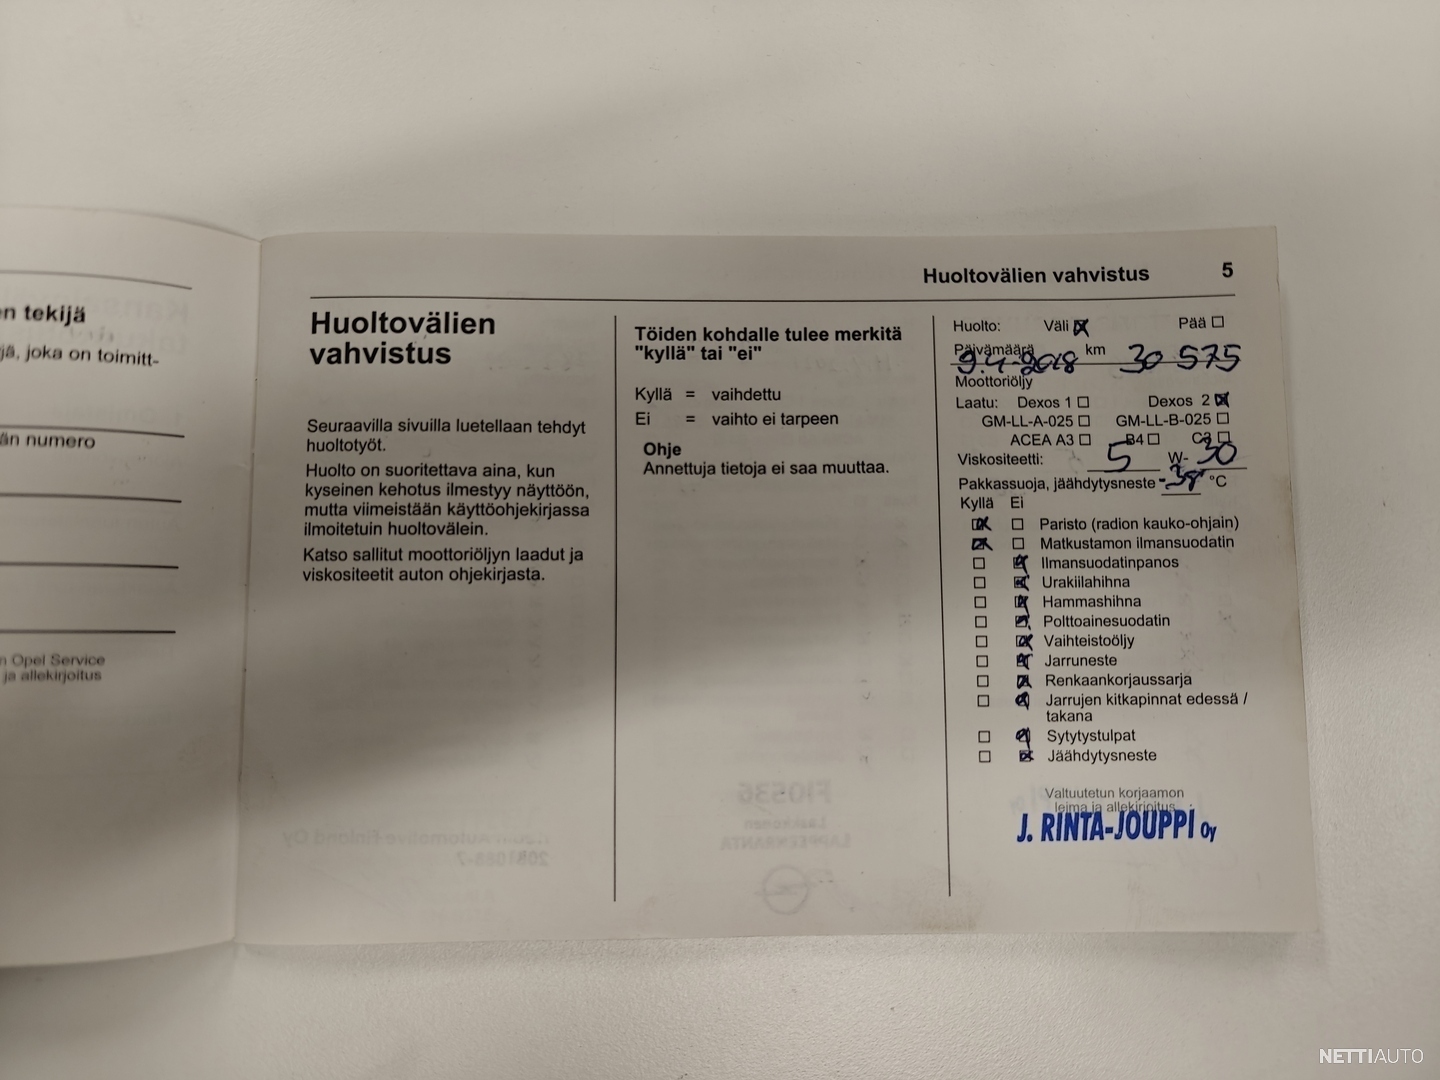 en tekijä
jä, joka on toimitt-
än numero
n Opel Service
ja allekirjoitus
Huoltovälien vahvistus 5
Huoltovälien
vahvistus
Seuraavilla sivuilla luetellaan tehdyt
huoltotyöt.
Huolto on suoritettava aina, kun
kyseinen kehotus ilmestyy näyttöön,
mutta viimeistään käyttöohjekirjassa
ilmoitetuin huoltovälein.
Katso sallitut moottoriöljyn laadut ja
viskositeetit auton ohjekirjasta.
Töiden kohdalle tulee merkitä
"kyllä" tai "ei"
Kyllä = vaihdettu
Ei = vaihto ei tarpeen
Ohje
Annettuja tietoja ei saa muuttaa.
Huolto: Väli ☒ Pää ☐
Päivämäärä 9.4.2018 km 30 575
Moottoriöljy
Laatu: Dexos 1 ☐ Dexos 2 ☒
GM-LL-A-025 ☐ GM-LL-B-025 ☐
ACEA A3 ☐ B4 ☐ C3 ☐
Viskositeetti: 5 W- 30
Pakkassuoja, jäähdytysneste -38 °C
Kyllä Ei
☒ ☐ Paristo (radion kauko-ohjain)
☒ ☐ Matkustamon ilmansuodatin
☐ ☒ Ilmansuodatinpanos
☐ ☒ Urakiilahihna
☐ ☒ Hammashihna
☐ ☒ Polttoainesuodatin
☐ ☒ Vaihteistoöljy
☐ ☒ Jarruneste
☐ ☒ Renkaankorjaussarja
☐ ☒ Jarrujen kitkapinnat edessä /
takana
☐ ☒ Sytytystulpat
☐ ☒ Jäähdytysneste
Valtuutetun korjaamon
leima ja allekirjoitus
J. RINTA-JOUPPI Oy
NETTIAUTO